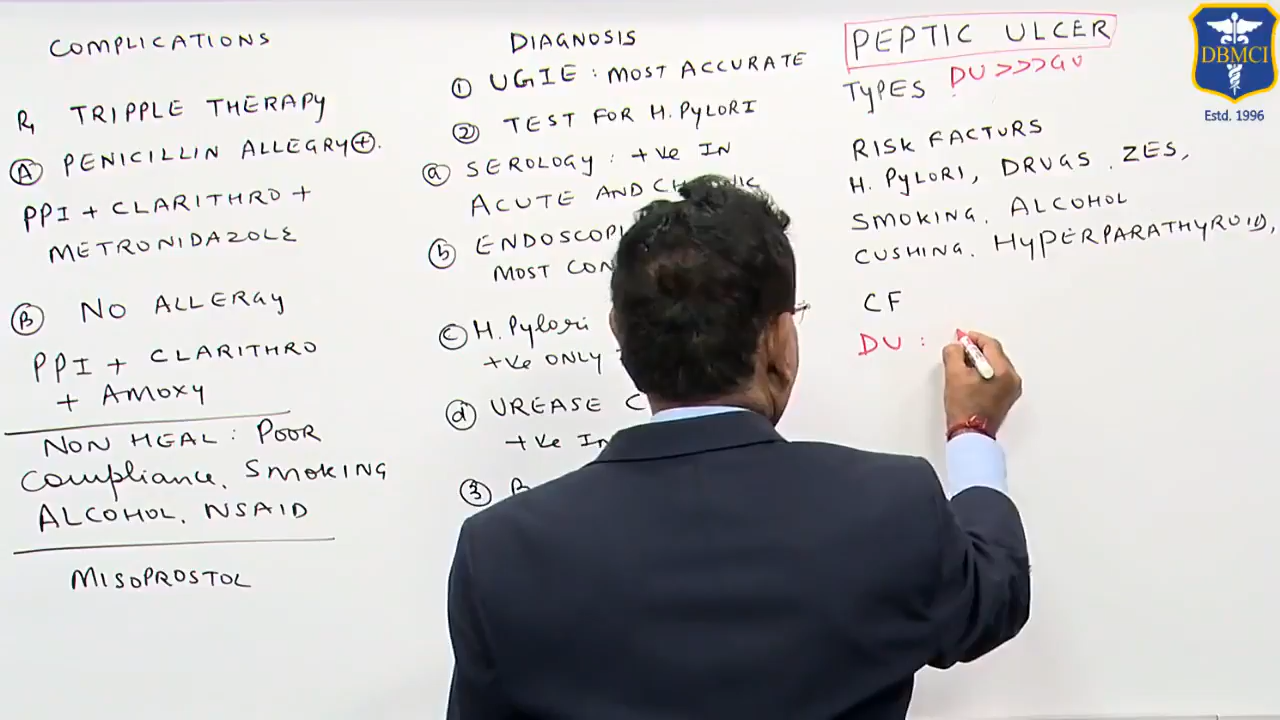 COMPLICATIONS
Rx TRIPPLE THERAPY
Ⓐ PENICILLIN ALLEGRY⊕.
PPI + CLARITHRO +
METRONIDAZOLE
Ⓑ NO ALLERGY
PPI + CLARITHRO
+ AMOXY
NON HEAL : POOR
Compliance, Smoking
ALCOHOL, NSAID
MISOPROSTOL
DIAGNOSIS
① UGIE : MOST ACCURATE
② TEST FOR H. PYLORI
ⓐ SEROLOGY : +ve IN
ACUTE AND
ⓑ
MOST
ⓒ H. Pylori
+ve ONLY
ⓓ UREASE
+ve In
③
PEPTIC ULCER
TYPES DU >>> GU
RISK FACTORS
H. PYLORI, DRUGS, ZES,
SMOKING, ALCOHOL
CUSHING, HYPERPARATHYROID,
CF
DU :
DBMCI
Estd. 1996